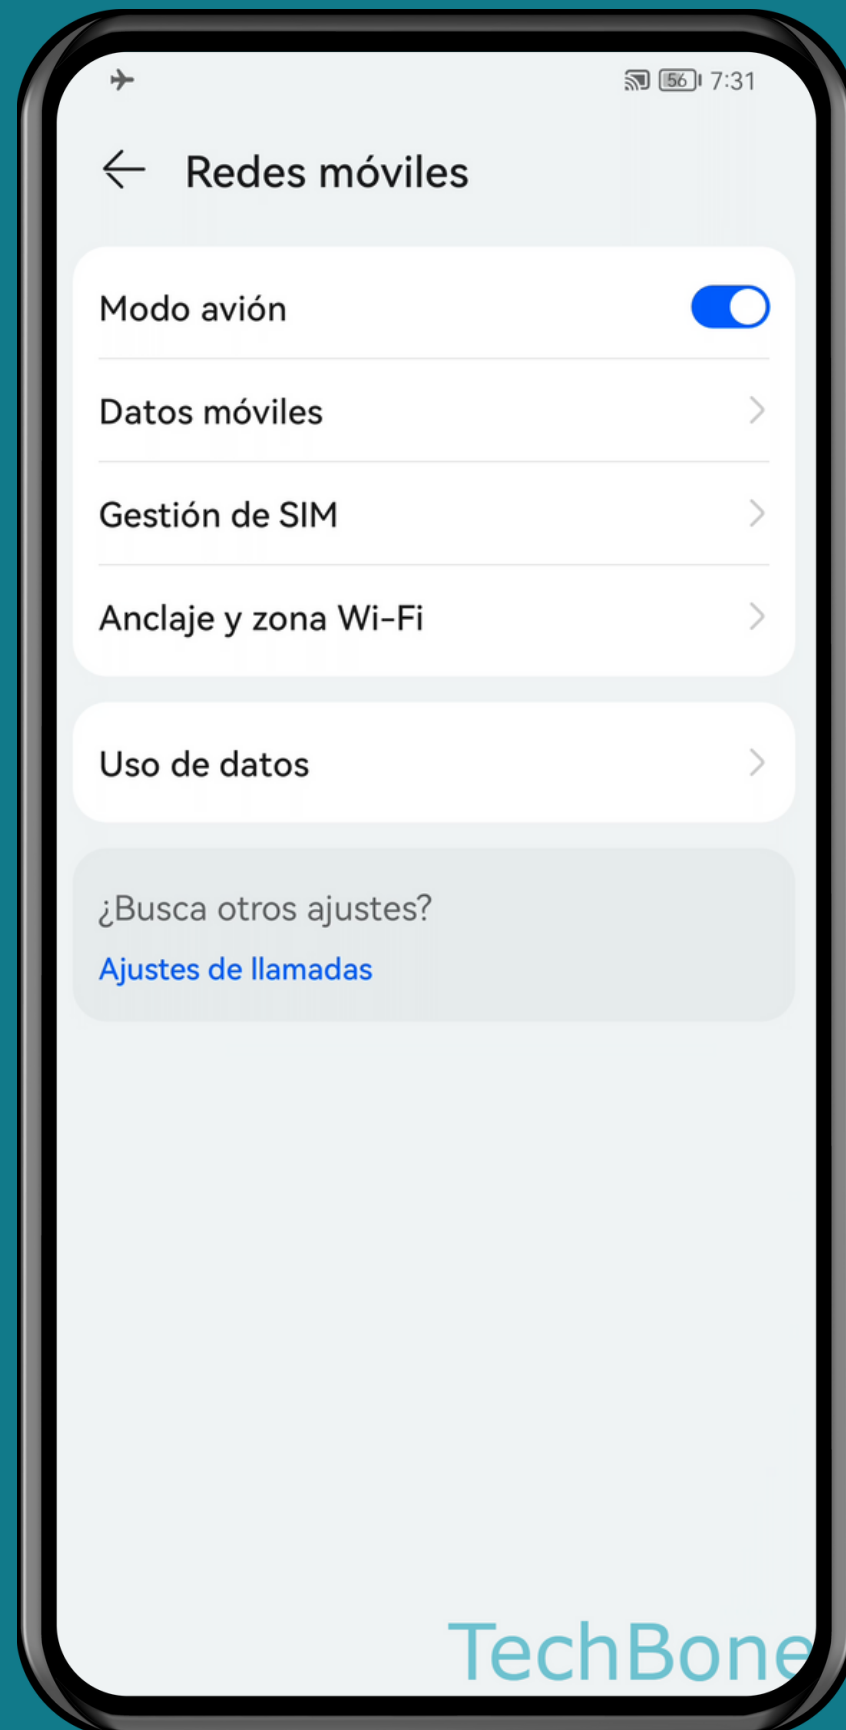 56 7:31
Redes móviles
Modo avión
Datos móviles
Gestión de SIM
Anclaje y zona Wi-Fi
Uso de datos
¿Busca otros ajustes?
Ajustes de llamadas
TechBone